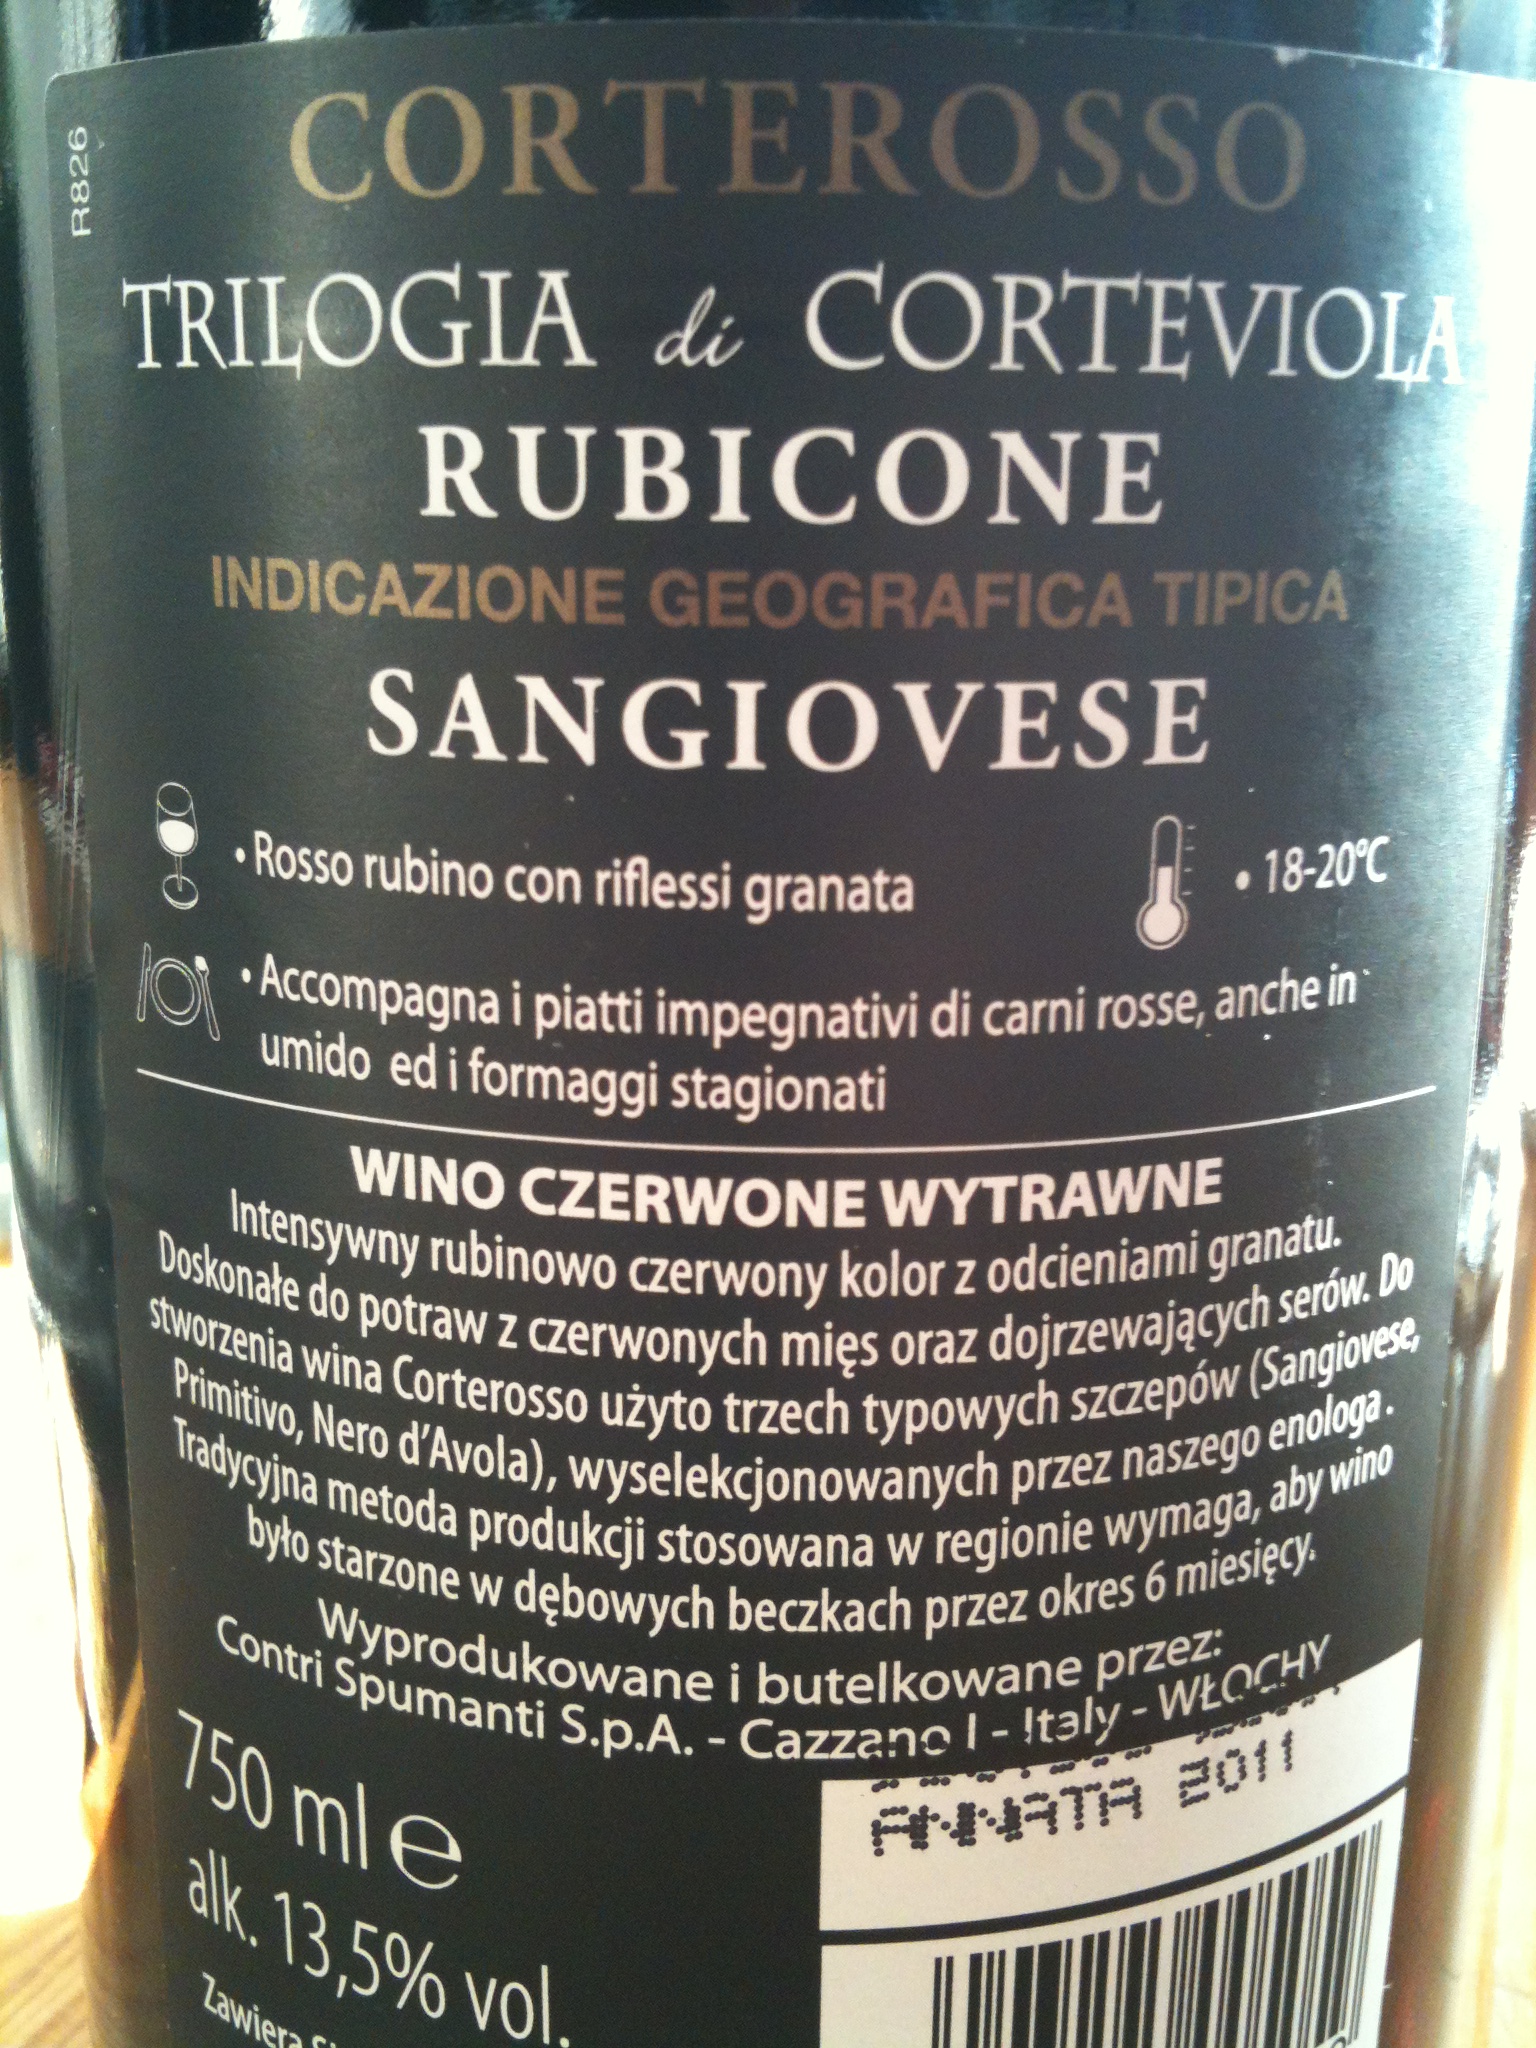 R826
CORTEROSSO
TRILOGIA di CORTEVIOLA
RUBICONE
INDICAZIONE GEOGRAFICA TIPICA
SANGIOVESE
• Rosso rubino con riflessi granata
• 18-20°C
• Accompagna i piatti impegnativi di carni rosse, anche in
umido ed i formaggi stagionati
WINO CZERWONE WYTRAWNE
Intensywny rubinowo czerwony kolor z odcieniami granatu.
Doskonałe do potraw z czerwonych mięs oraz dojrzewających serów. Do
stworzenia wina Corterosso użyto trzech typowych szczepów (Sangiovese,
Primitivo, Nero d'Avola), wyselekcjonowanych przez naszego enologa.
Tradycyjna metoda produkcji stosowana w regionie wymaga, aby wino
było starzone w dębowych beczkach przez okres 6 miesięcy.
Wyprodukowane i butelkowane przez:
Contri Spumanti S.p.A. - Cazzano I - Italy - WŁOCHY
750 ml e
ANNATA 2011
alk. 13,5% vol.
Zawiera